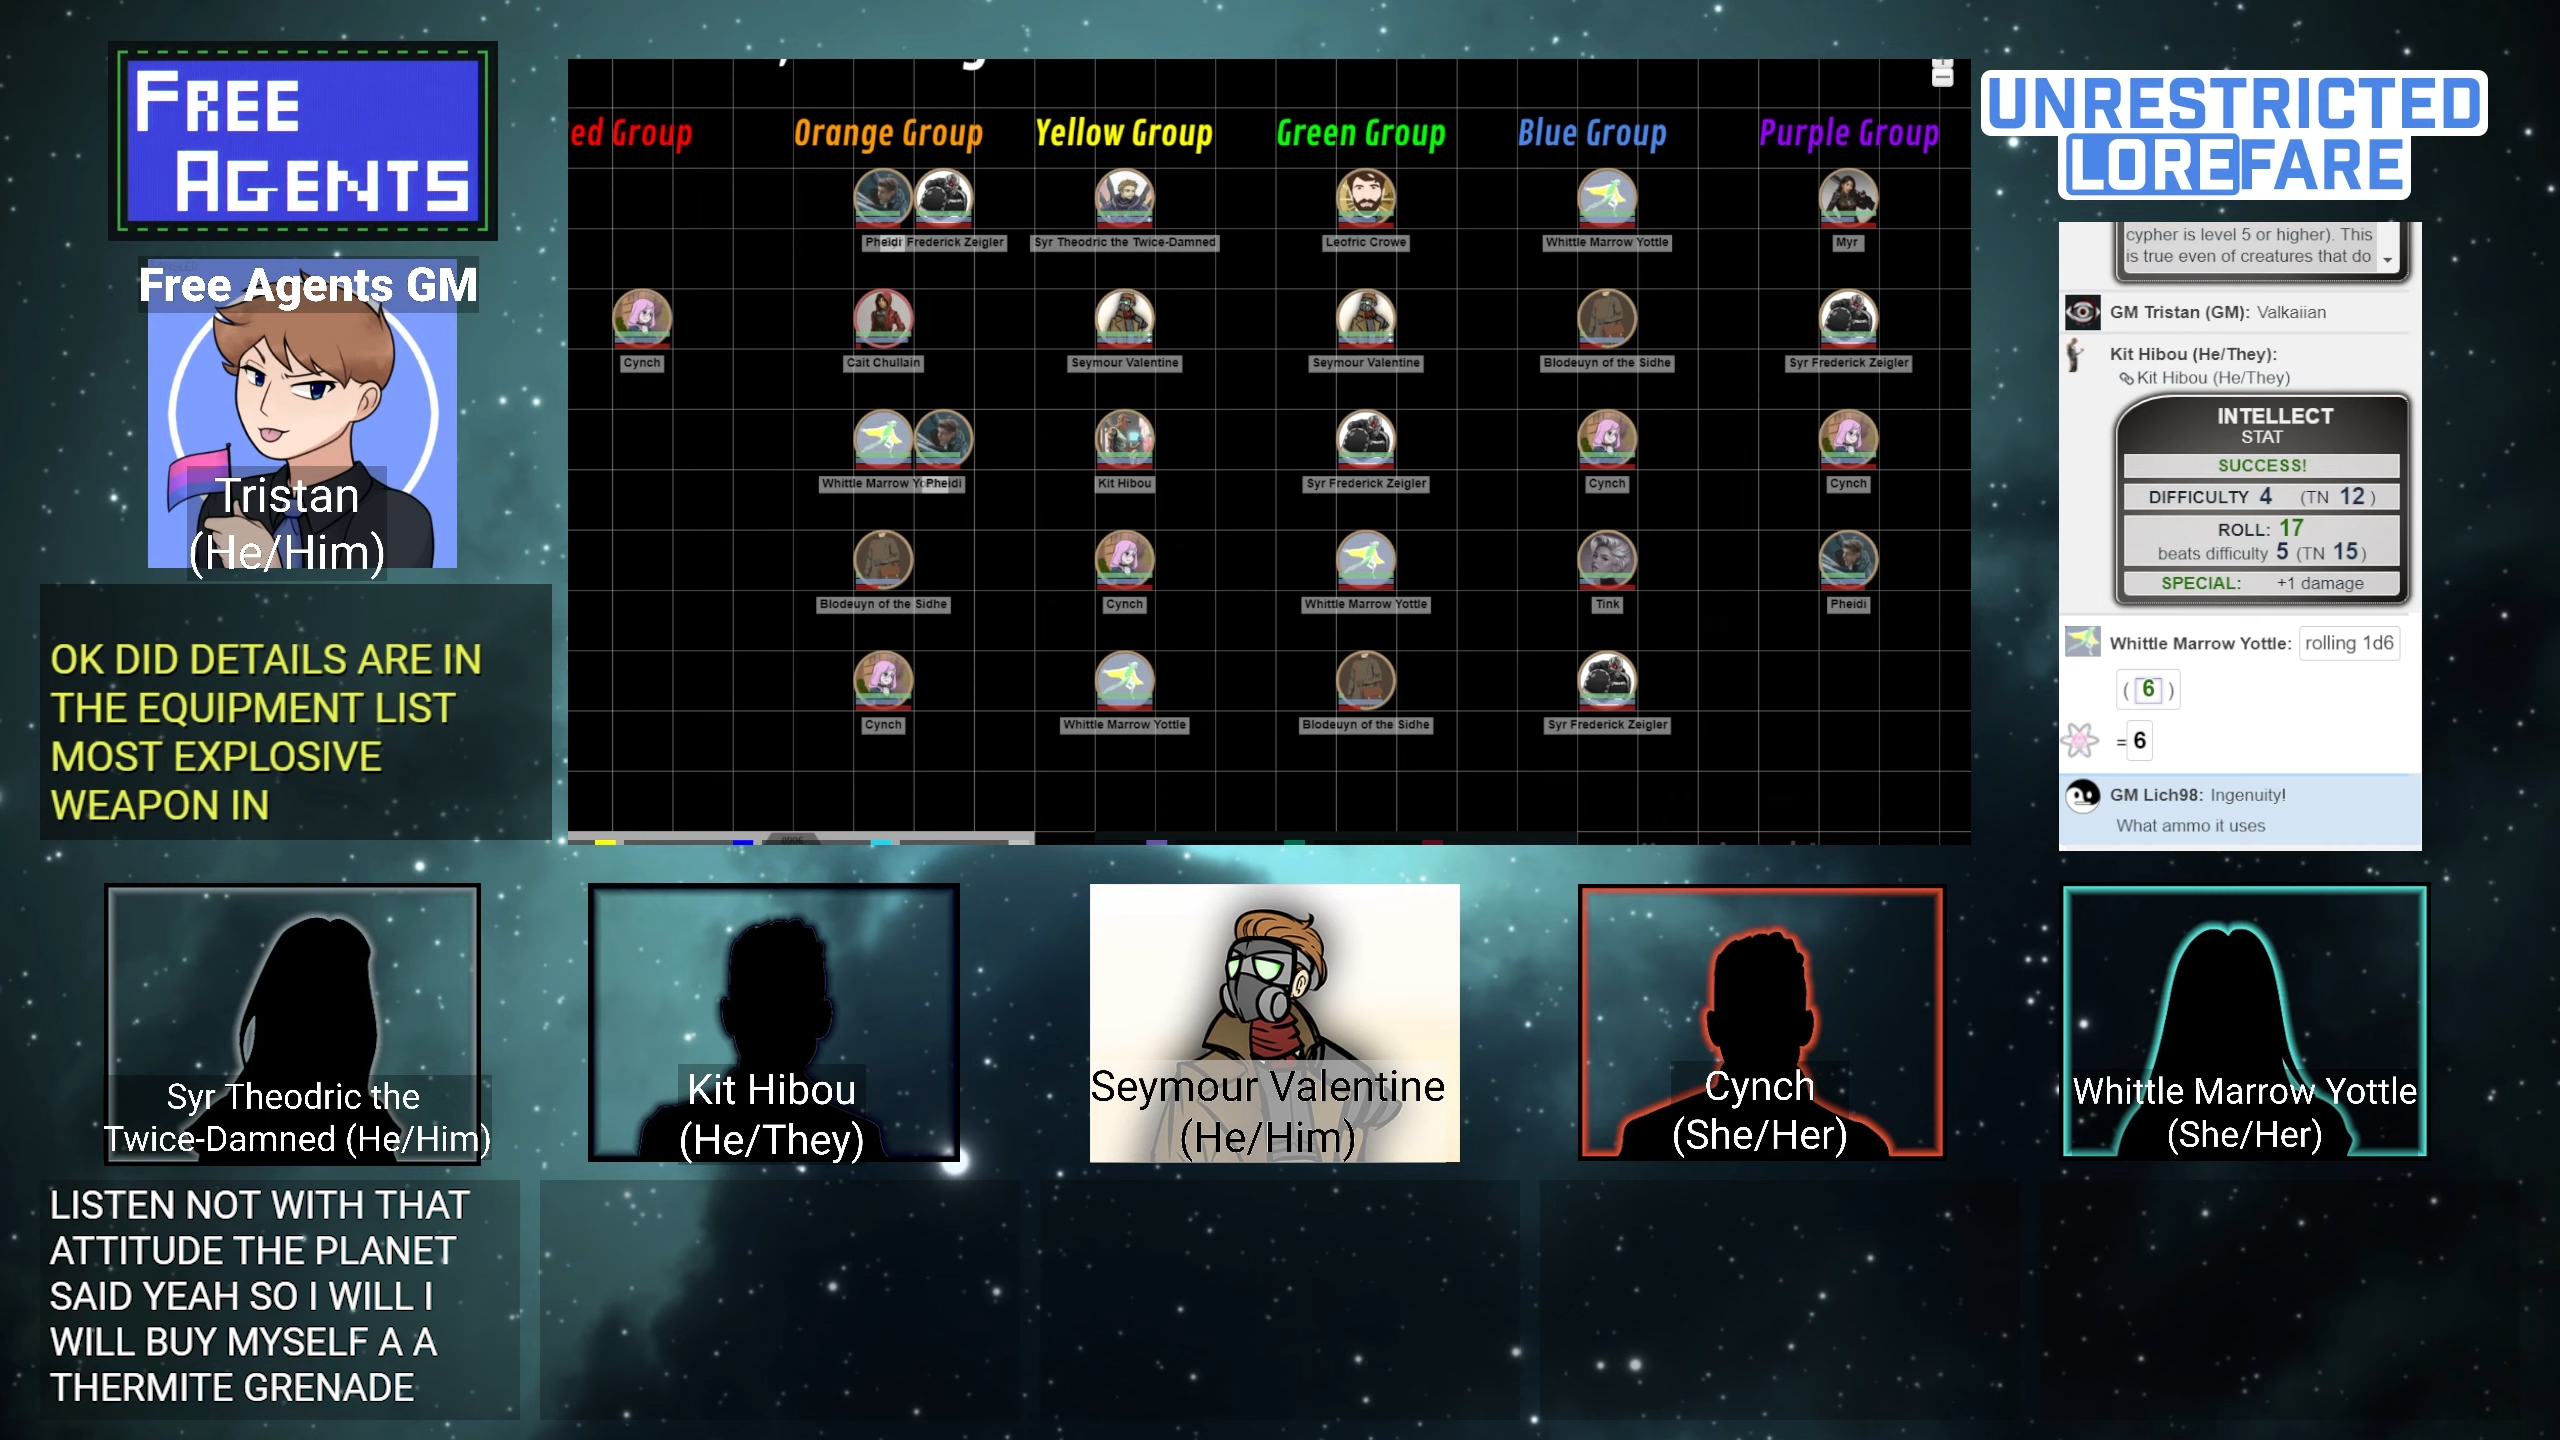 FREE
AGENTS
Free Agents GM
Tristan
(He/Him)
OK DID DETAILS ARE IN
THE EQUIPMENT LIST
MOST EXPLOSIVE
WEAPON IN
ed Group
Orange Group
Yellow Group
Green Group
Blue Group
Purple Group
Pheidi
Frederick Zeigler
Syr Theodric the Twice-Damned
Leofric Crowe
Whittle Marrow Yottle
Myr
Cynch
Cait Chullain
Seymour Valentine
Seymour Valentine
Blodeuyn of the Sidhe
Syr Frederick Zeigler
Whittle Marrow Yo
Pheidi
Kit Hibou
Syr Frederick Zeigler
Cynch
Cynch
Blodeuyn of the Sidhe
Cynch
Whittle Marrow Yottle
Tink
Pheidi
Cynch
Whittle Marrow Yottle
Blodeuyn of the Sidhe
Syr Frederick Zeigler
UNRESTRICTED
LOREFARE
cypher is level 5 or higher). This
is true even of creatures that do
GM Tristan (GM): Valkaiian
Kit Hibou (He/They):
Kit Hibou (He/They)
INTELLECT
STAT
SUCCESS!
DIFFICULTY 4 (TN 12 )
ROLL: 17
beats difficulty 5 (TN 15)
SPECIAL: +1 damage
Whittle Marrow Yottle: rolling 1d6
( 6 )
= 6
GM Lich98: Ingenuity!
What ammo it uses
Syr Theodric the
Twice-Damned (He/Him)
Kit Hibou
(He/They)
Seymour Valentine
(He/Him)
Cynch
(She/Her)
Whittle Marrow Yottle
(She/Her)
LISTEN NOT WITH THAT
ATTITUDE THE PLANET
SAID YEAH SO I WILL I
WILL BUY MYSELF A A
THERMITE GRENADE